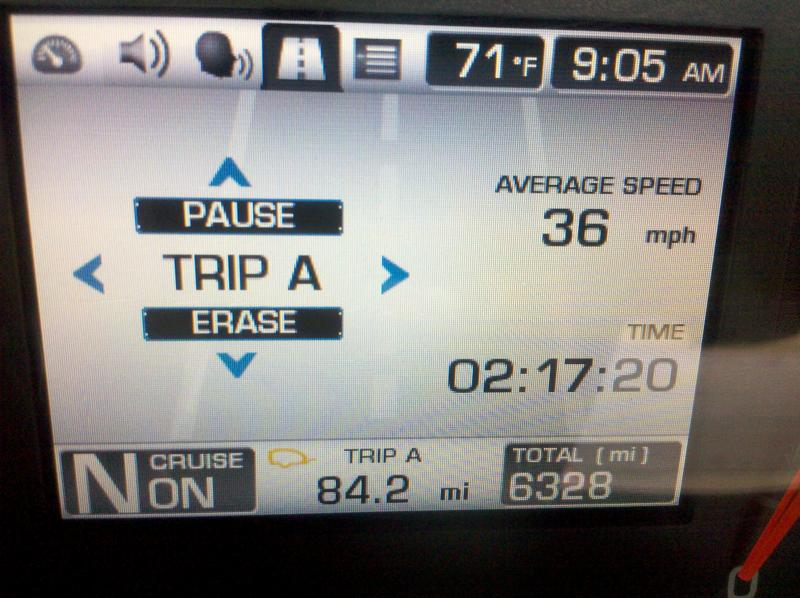 71°F 9:05 AM
AVERAGE SPEED
PAUSE
36 mph
TRIP A
ERASE
TIME
02:17:20
N CRUISE ON
TRIP A
84.2 mi
TOTAL (mi)
6328